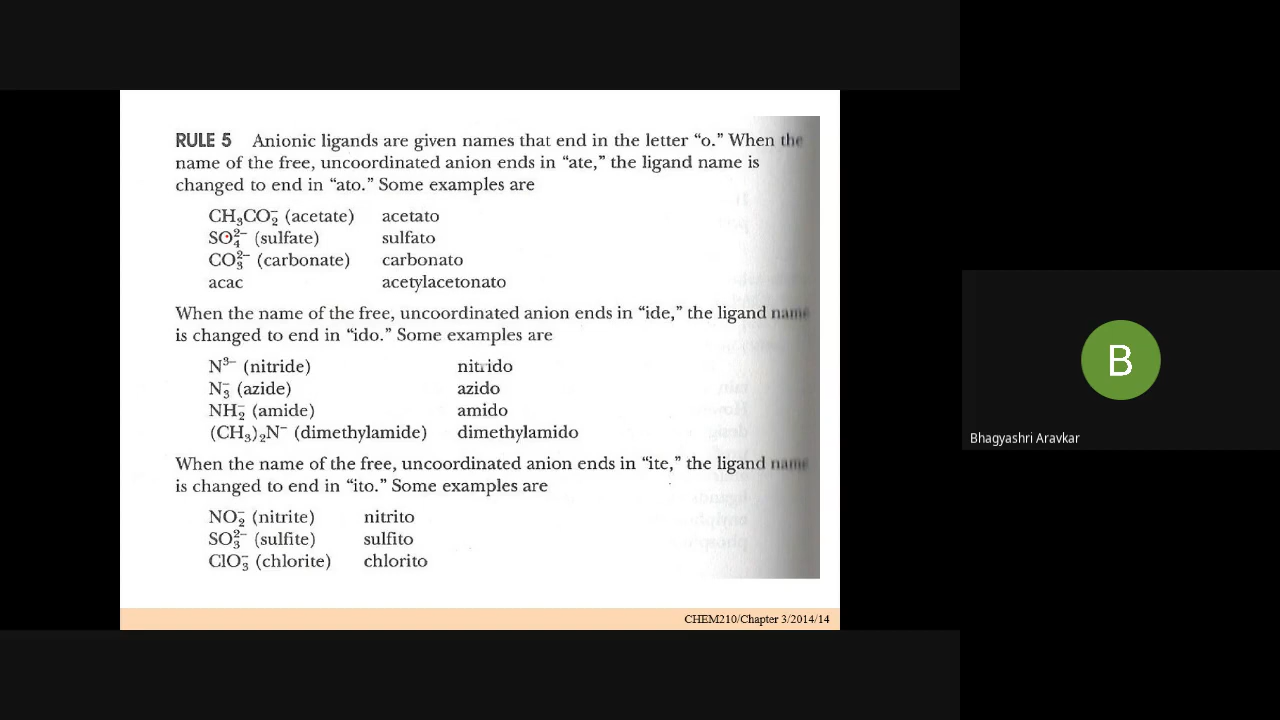 RULE 5 Anionic ligands are given names that end in the letter “o.” When the
name of the free, uncoordinated anion ends in “ate,” the ligand name is
changed to end in “ato.” Some examples are
CH₃CO₂⁻ (acetate) acetato
SO₄²⁻ (sulfate) sulfato
CO₃²⁻ (carbonate) carbonato
acac acetylacetonato
When the name of the free, uncoordinated anion ends in “ide,” the ligand name
is changed to end in “ido.” Some examples are
N³⁻ (nitride) nitrido
N₃⁻ (azide) azido
NH₂⁻ (amide) amido
(CH₃)₂N⁻ (dimethylamide) dimethylamido
When the name of the free, uncoordinated anion ends in “ite,” the ligand name
is changed to end in “ito.” Some examples are
NO₂⁻ (nitrite) nitrito
SO₃²⁻ (sulfite) sulfito
ClO₃⁻ (chlorite) chlorito
CHEM210/Chapter 3/2014/14
B
Bhagyashri Aravkar